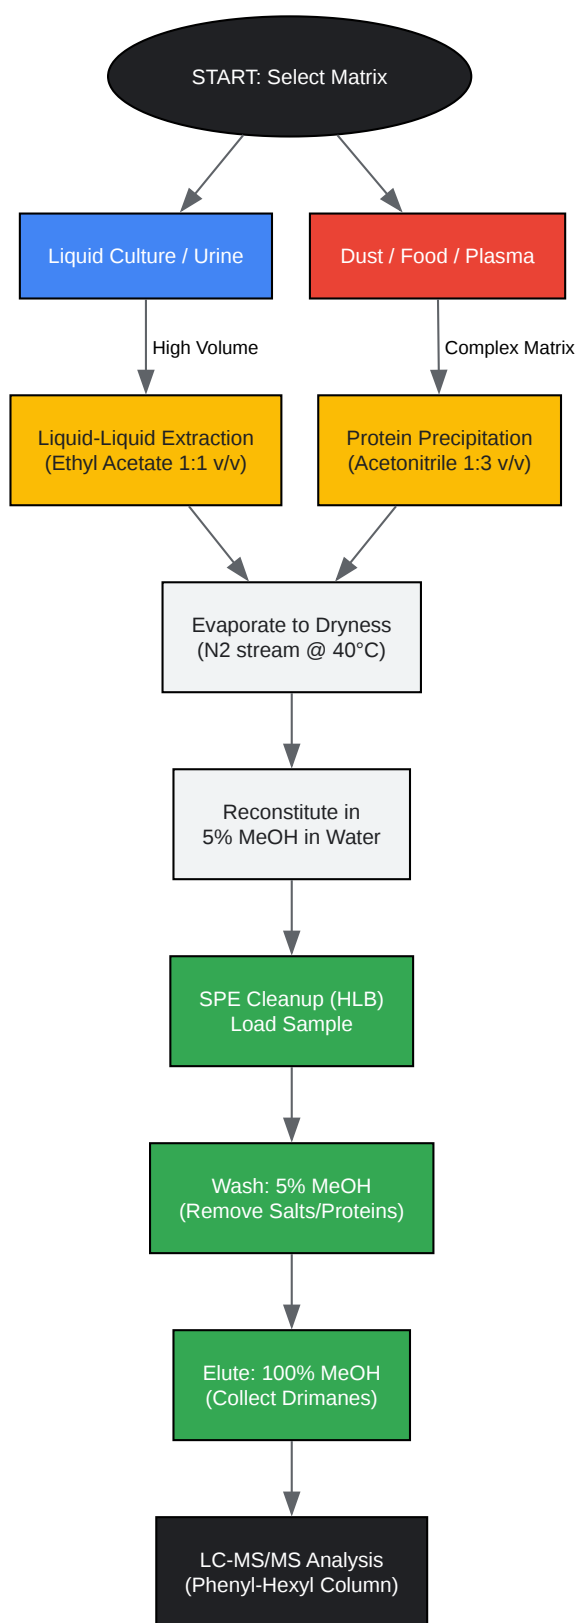 START: Select Matrix
Liquid Culture / Urine
Dust / Food / Plasma
High Volume
Complex Matrix
Liquid-Liquid Extraction
(Ethyl Acetate 1:1 v/v)
Protein Precipitation
(Acetonitrile 1:3 v/v)
Evaporate to Dryness
(N2 stream @ 40°C)
Reconstitute in
5% MeOH in Water
SPE Cleanup (HLB)
Load Sample
Wash: 5% MeOH
(Remove Salts/Proteins)
Elute: 100% MeOH
(Collect Drimanes)
LC-MS/MS Analysis
(Phenyl-Hexyl Column)